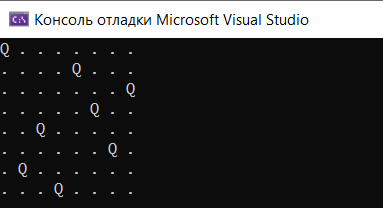 C:\
Консоль отладки Microsoft Visual Studio
Q . . . . . . .
. . . . Q . . .
. . . . . . . Q
. . . . . Q . .
. . Q . . . . .
. . . . . . Q .
. Q . . . . . .
. . . Q . . . .